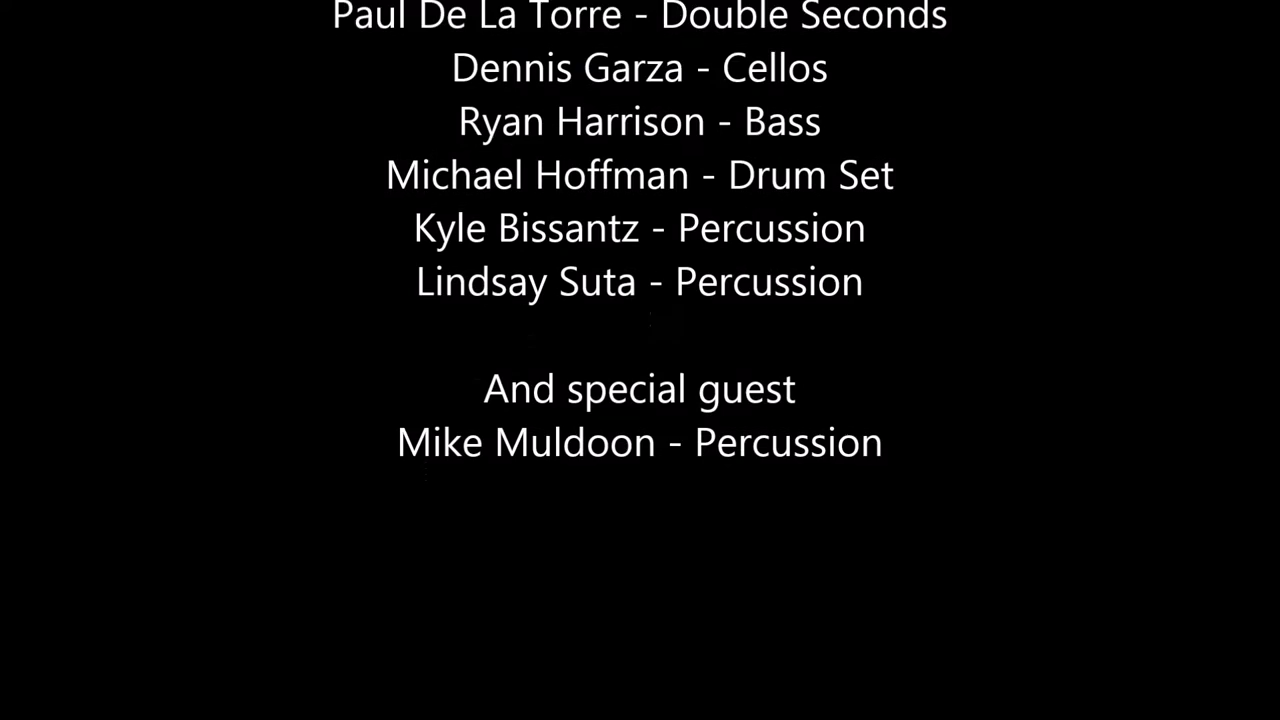 Paul De La Torre - Double Seconds
Dennis Garza - Cellos
Ryan Harrison - Bass
Michael Hoffman - Drum Set
Kyle Bissantz - Percussion
Lindsay Suta - Percussion
And special guest
Mike Muldoon - Percussion